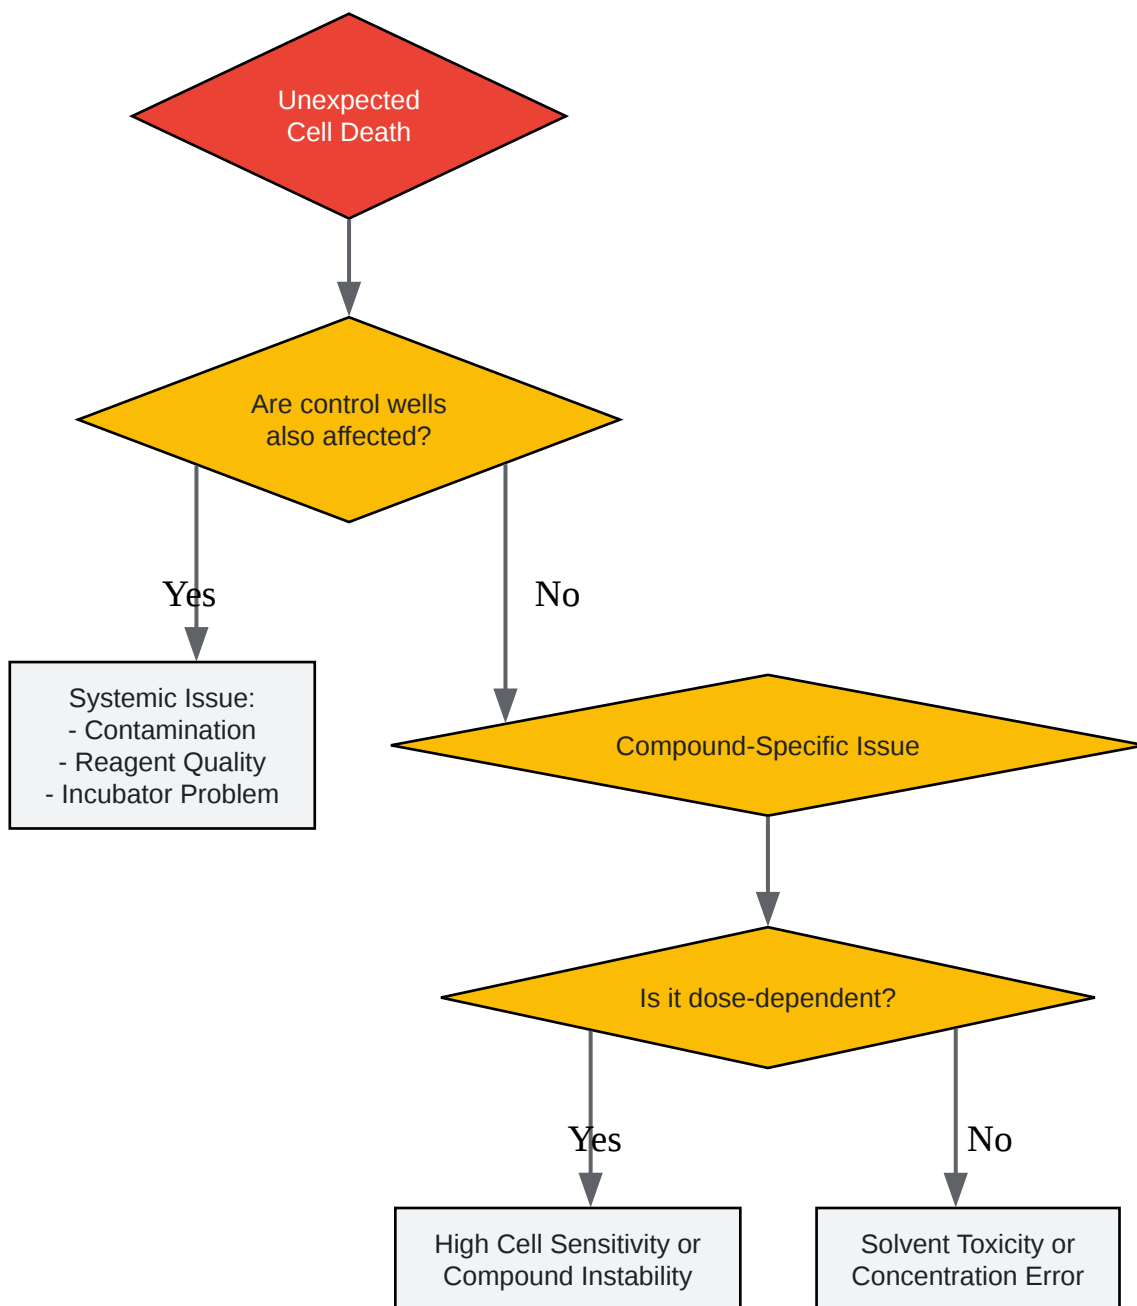 Unexpected
Cell Death
Are control wells
also affected?
Yes
No
Systemic Issue:
- Contamination
- Reagent Quality
- Incubator Problem
Compound-Specific Issue
Is it dose-dependent?
Yes
No
High Cell Sensitivity or
Compound Instability
Solvent Toxicity or
Concentration Error